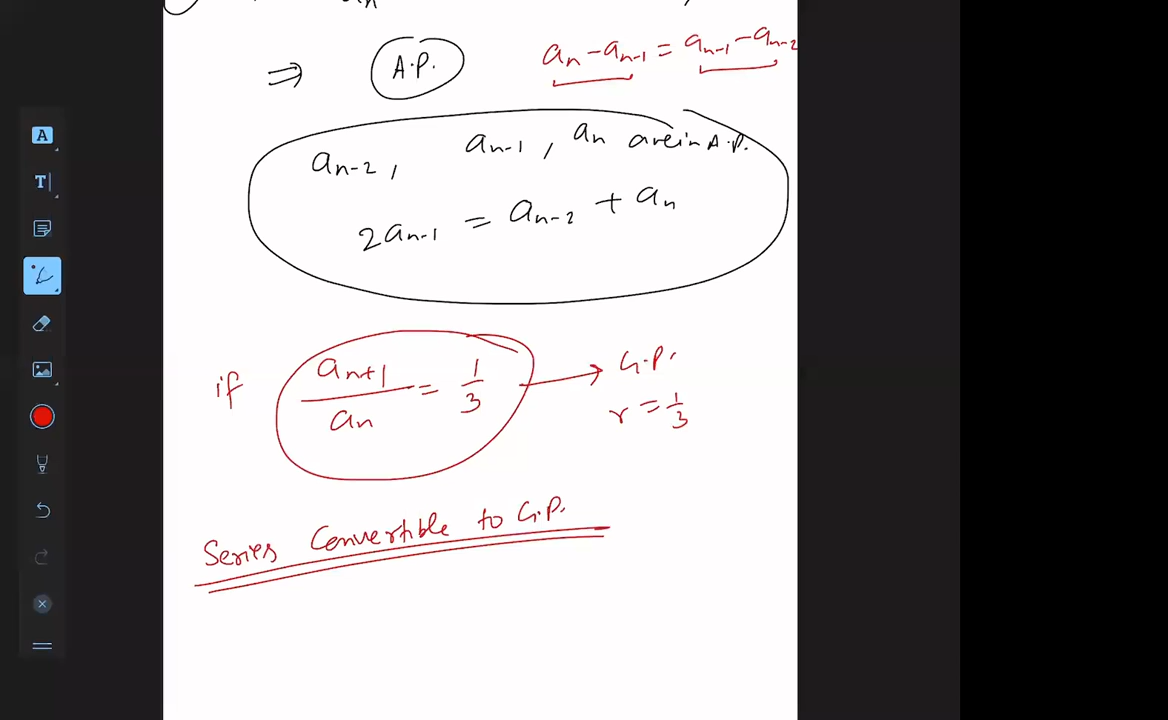 an
⇒ A.P. an - an-1 = an-1 - an-2
an-2, an-1, an are in A.P.
2an-1 = an-2 + an
if an+1/an = 1/3 → G.P.
r = 1/3
Series Convertible to G.P.